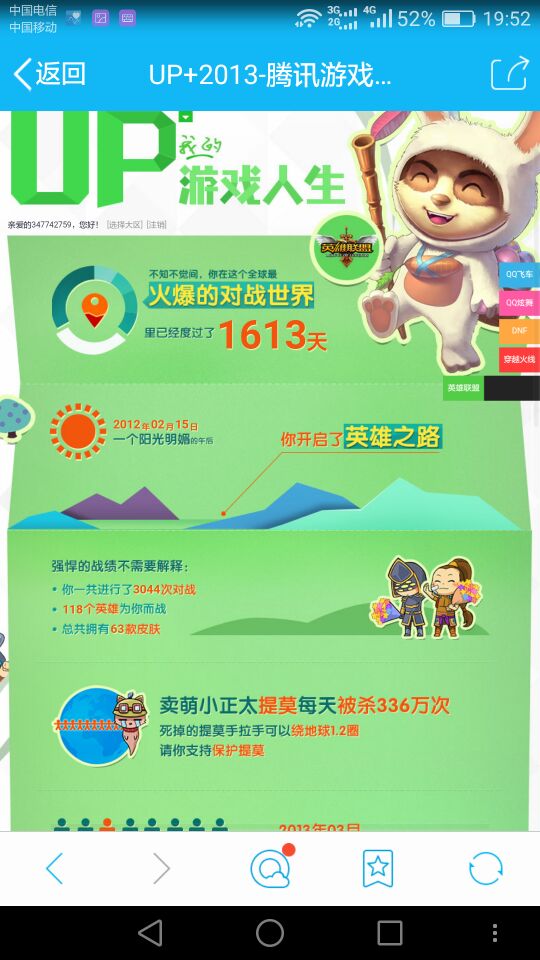 中国电信
中国移动
3G
2G
4G
52%
19:52
返回
UP+2013-腾讯游戏...
UP+
我的
游戏人生
亲爱的347742759，您好！ [选择大区] [注销]
英雄联盟
不知不觉间，你在这个全球最
火爆的对战世界
里已经度过了1613天
QQ飞车
QQ炫舞
DNF
穿越火线
英雄联盟
2012年02月15日
一个阳光明媚的午后
你开启了英雄之路
强悍的战绩不需要解释：
• 你一共进行了3044次对战
• 118个英雄为你而战
• 总共拥有63款皮肤
卖萌小正太提莫每天被杀336万次
死掉的提莫手拉手可以绕地球1.2圈
请你支持保护提莫
2013年03月